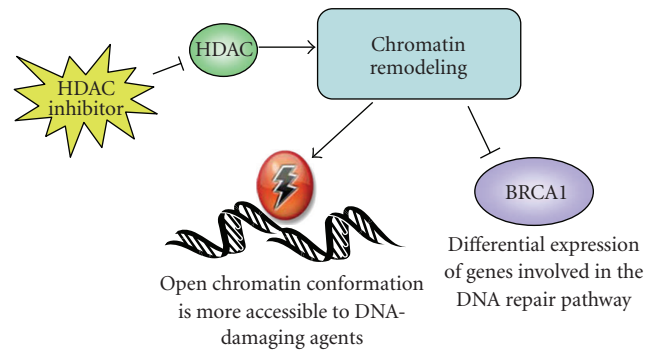 HDAC
inhibitor
HDAC
Chromatin
remodeling
Open chromatin conformation
is more accessible to DNA-
damaging agents
BRCA1
Differential expression
of genes involved in the
DNA repair pathway